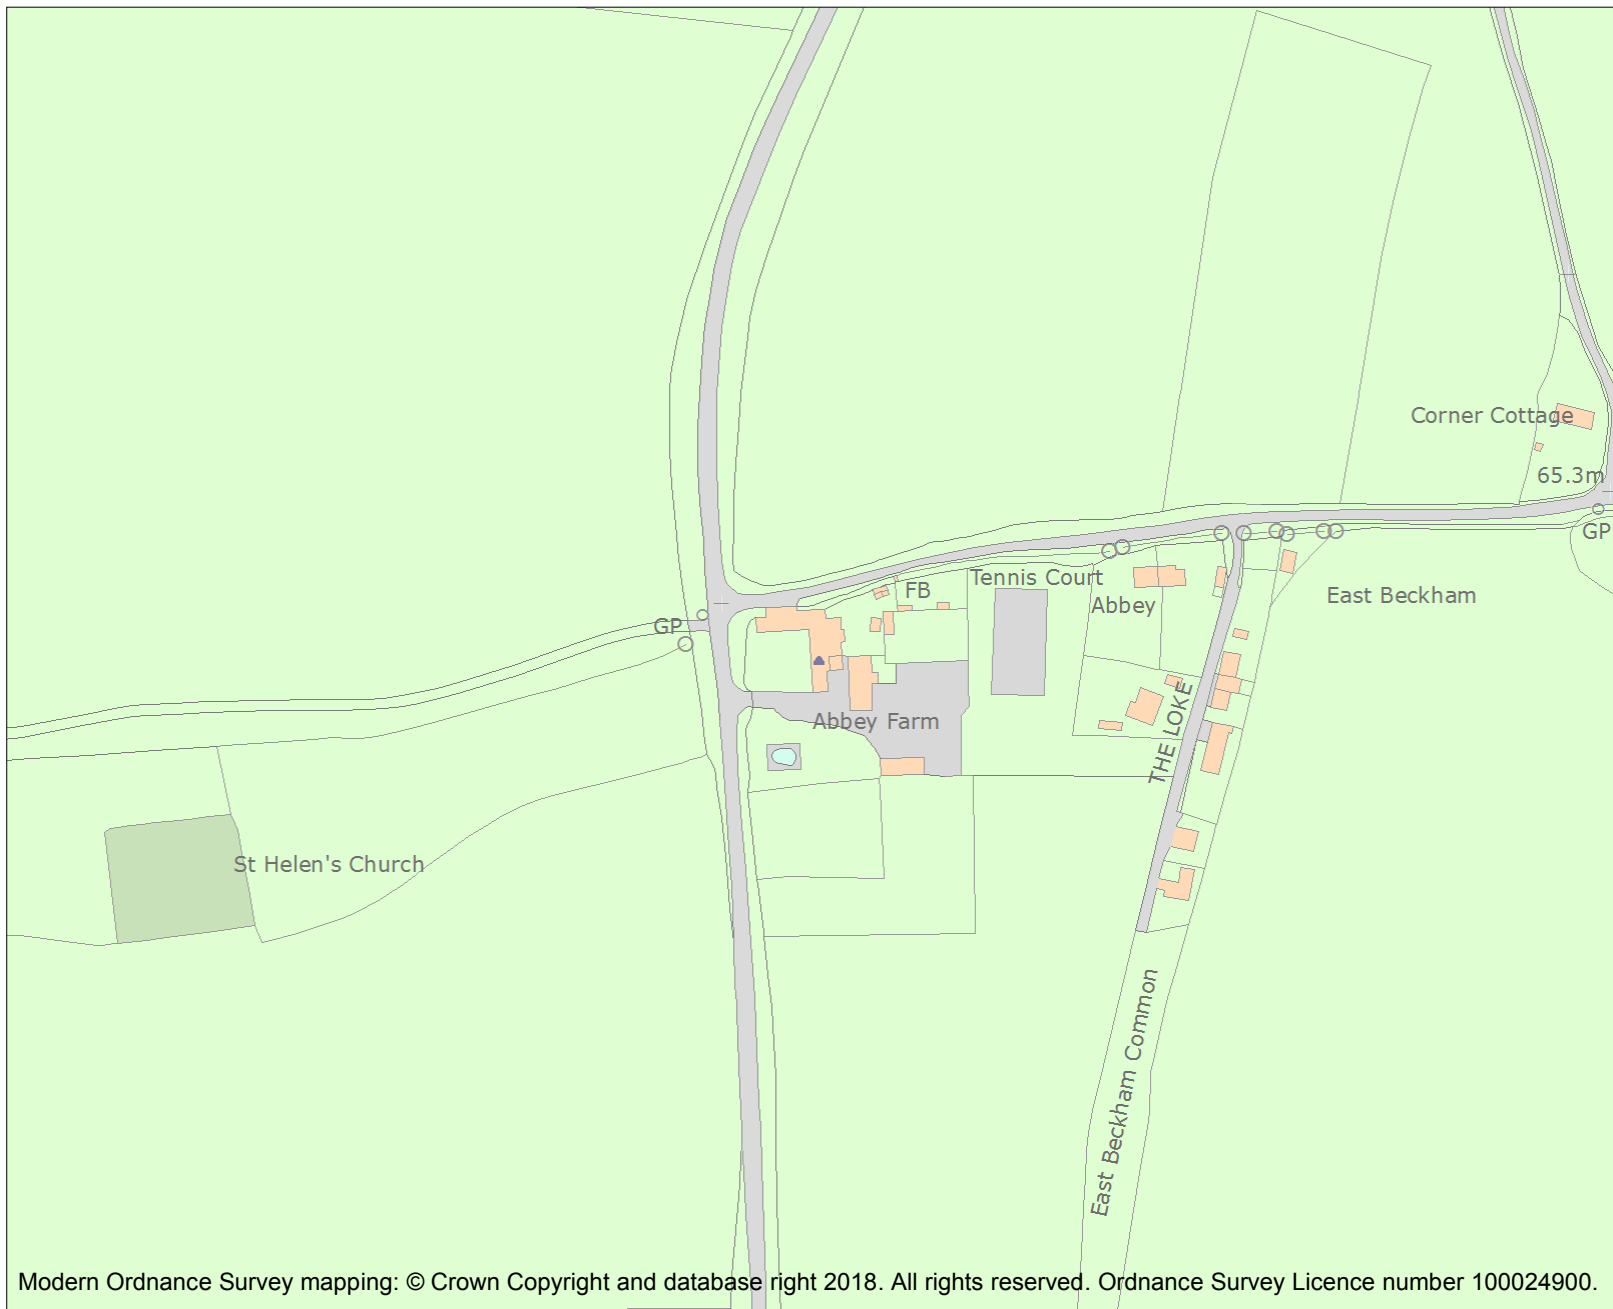 Corner Cottage
65.3m
GP
Tennis Court
FB
Abbey
East Beckham
GP
THE LOKE
Abbey Farm
St Helen's Church
East Beckham Common
Modern Ordnance Survey mapping: © Crown Copyright and database right 2018. All rights reserved. Ordnance Survey Licence number 100024900.